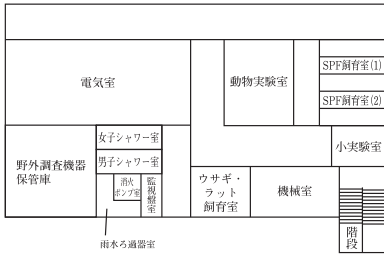 電気室
動物実験室
SPF飼育室(1)
SPF飼育室(2)
女子シャワー室
小実験室
野外調査機器
保管庫
男子シャワー室
消火
ポンプ室
監視盤室
ウサギ・
ラット
飼育室
機械室
階段
雨水ろ過器室